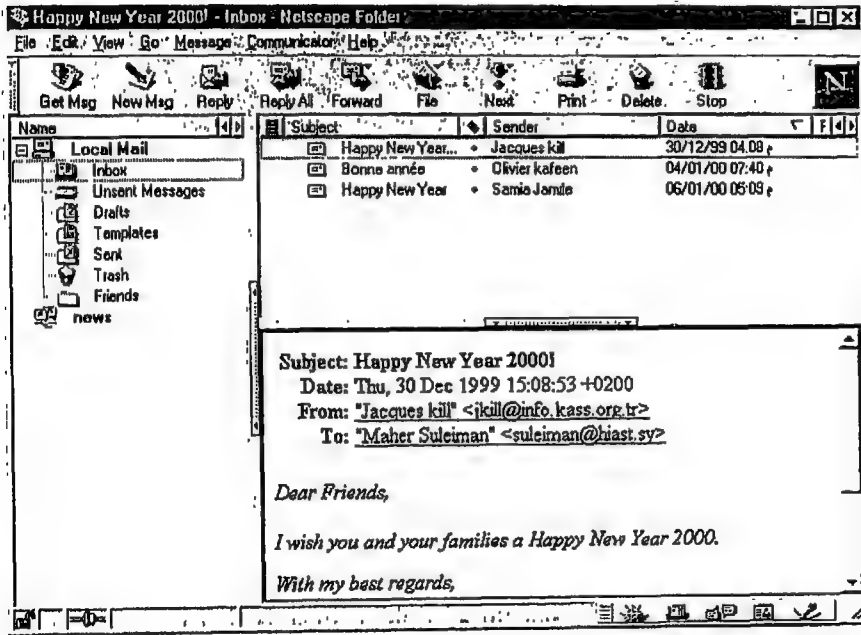 Happy New Year 2000! - Inbox - Netscape Folder
File Edit View Go Message Communicator Help
Get Msg New Msg Reply Reply All Forward File Next Print Delete Stop
N
Name
Local Mail
Inbox
Unsent Messages
Drafts
Templates
Sent
Trash
Friends
news
Subject Sender Date F
Happy New Year... Jacques kill 30/12/99 04.08 م
Bonne année Olivier kafeen 04/01/00 07:40 م
Happy New Year Samia Jamde 06/01/00 05:09 م
Subject: Happy New Year 2000!
Date: Thu, 30 Dec 1999 15:08:53 +0200
From: "Jacques kill" <jkill@info.kass.org.tr>
To: "Maher Suleiman" <suleiman@hiast.sy>
Dear Friends,
I wish you and your families a Happy New Year 2000.
With my best regards,